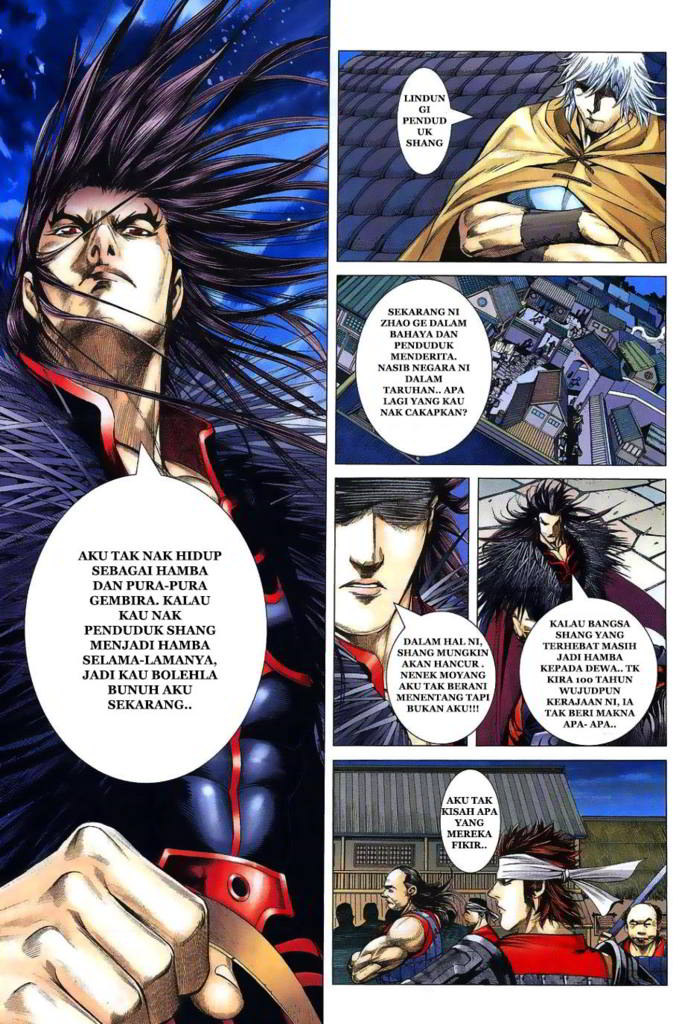 LINDUN
GI
PENDUD
UK
SHANG
SEKARANG NI
ZHAO GE DALAM
BAHAYA DAN
PENDUDUK
MENDERITA.
NASIB NEGARA NI
DALAM
TARUHAN.. APA
LAGI YANG KAU
NAK CAKAPKAN?
DALAM HAL NI,
SHANG MUNGKIN
AKAN HANCUR .
NENEK MOYANG
AKU TAK BERANI
MENENTANG TAPI
BUKAN AKU!!!
KALAU BANGSA
SHANG YANG
TERHEBAT MASIH
JADI HAMBA
KEPADA DEWA.. TK
KIRA 100 TAHUN
WUJUDPUN
KERAJAAN NI, IA
TAK BERI MAKNA
APA- APA..
AKU TAK NAK HIDUP
SEBAGAI HAMBA
DAN PURA-PURA
GEMBIRA. KALAU
KAU NAK
PENDUDUK SHANG
MENJADI HAMBA
SELAMA-LAMANYA,
JADI KAU BOLEHLA
BUNUH AKU
SEKARANG..
AKU TAK
KISAH APA
YANG
MEREKA
FIKIR..